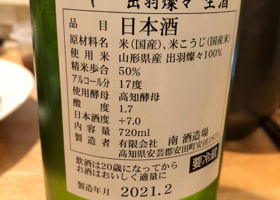 出羽燦々 生酒
品目 日本酒
原材料名 米(国産)、米こうじ(国産米)
使用米 山形県産 出羽燦々100%
精米歩合 50%
アルコール分 17度
使用酵母 高知酵母
酸度 1.7
日本酒度 +7.0
内容量 720ml
製造者 有限会社 南酒造場
高知県安芸郡安田町安田1875
飲酒は20歳になってから
お酒はおいしく適量に
要冷蔵
製造年月 2021.2